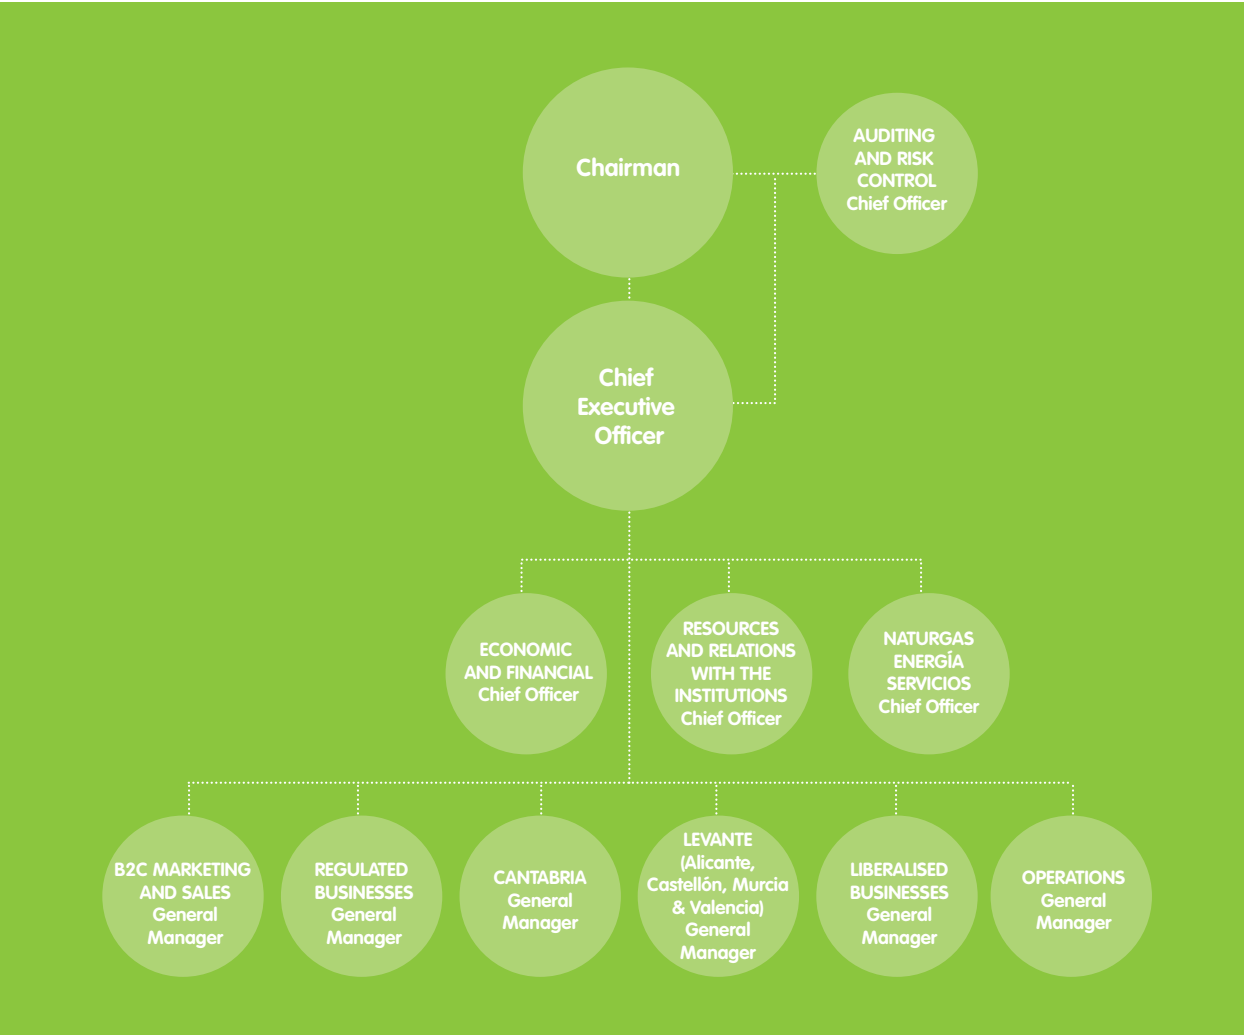 Chairman
AUDITING
AND RISK
CONTROL
Chief Officer
Chief
Executive
Officer
ECONOMIC
AND FINANCIAL
Chief Officer
RESOURCES
AND RELATIONS
WITH THE
INSTITUTIONS
Chief Officer
NATURGAS
ENERGÍA
SERVICIOS
Chief Officer
B2C MARKETING
AND SALES
General
Manager
REGULATED
BUSINESSES
General
Manager
CANTABRIA
General
Manager
LEVANTE
(Alicante,
Castellón, Murcia
& Valencia)
General
Manager
LIBERALISED
BUSINESSES
General
Manager
OPERATIONS
General
Manager